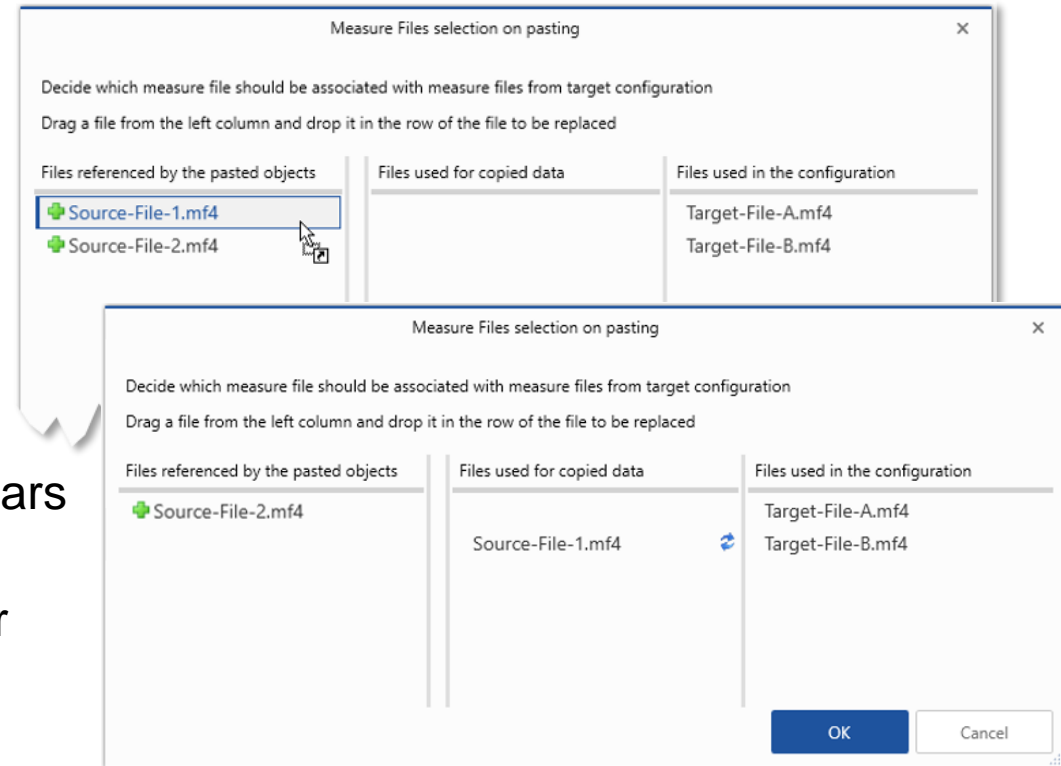 Measure Files selection on pasting
Decide which measure file should be associated with measure files from target configuration
Drag a file from the left column and drop it in the row of the file to be replaced
Files referenced by the pasted objects Files used for copied data Files used in the configuration
Source-File-1.mf4 Target-File-A.mf4
Source-File-2.mf4 Target-File-B.mf4
Measure Files selection on pasting
Decide which measure file should be associated with measure files from target configuration
Drag a file from the left column and drop it in the row of the file to be replaced
Files referenced by the pasted objects Files used for copied data Files used in the configuration
Source-File-2.mf4 Target-File-A.mf4
Source-File-1.mf4 Target-File-B.mf4
ars
r
OK Cancel